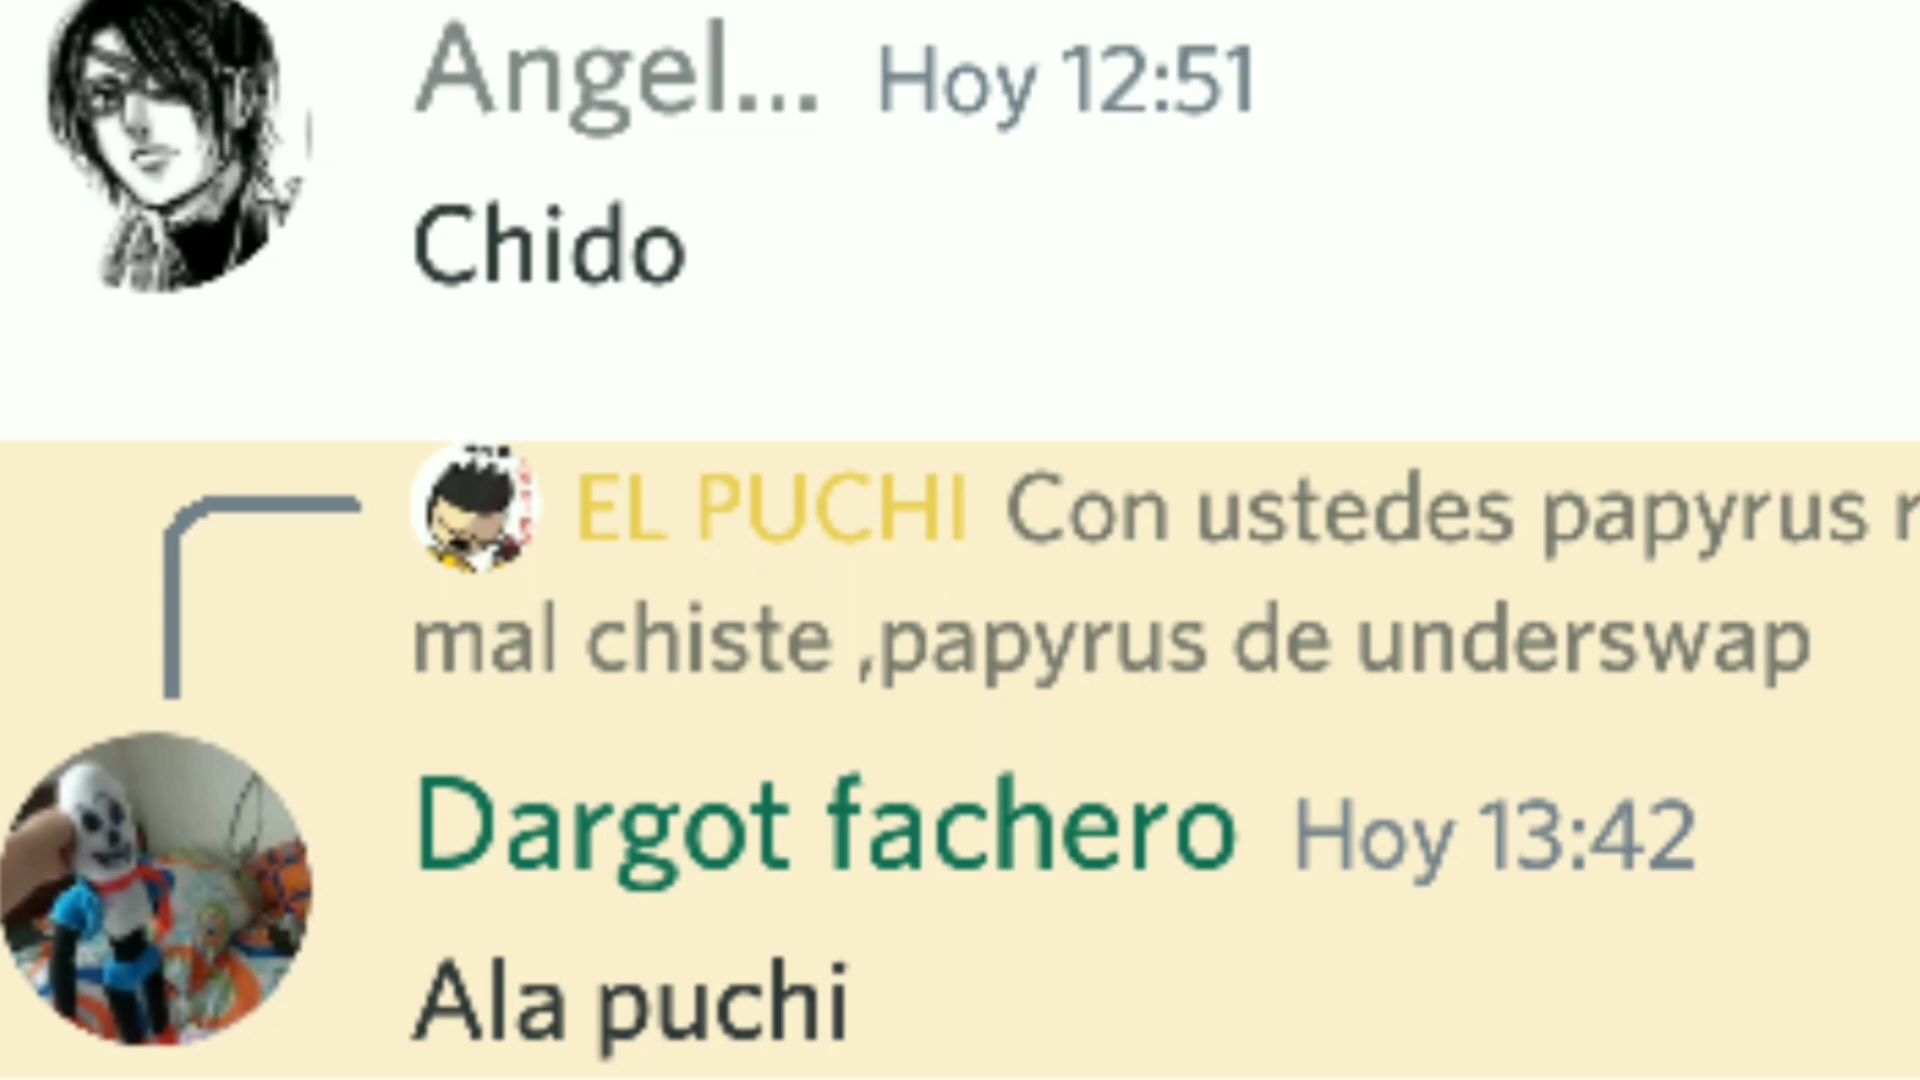 Angel... Hoy 12:51
Chido
EL PUCHI Con ustedes papyrus
mal chiste ,papyrus de underswap
Dargot fachero Hoy 13:42
Ala puchi